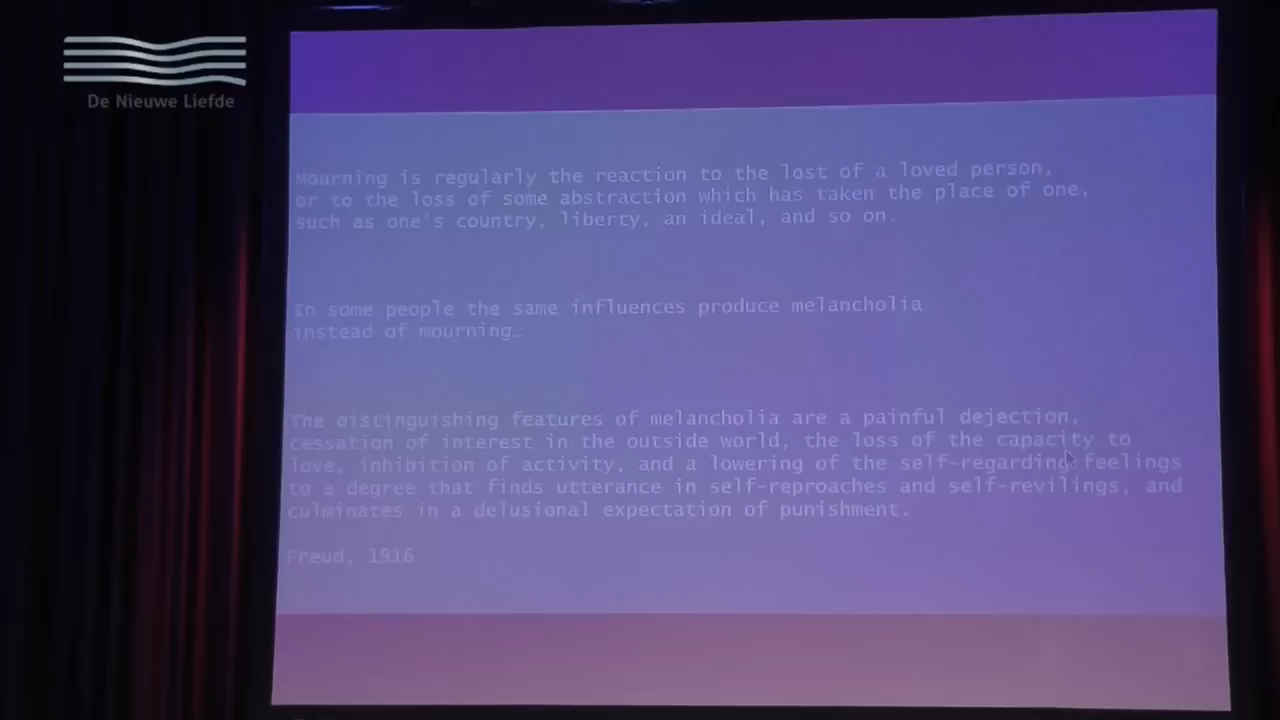 De Nieuwe Liefde
Mourning is regularly the reaction to the lost of a loved person,
or to the loss of some abstraction which has taken the place of one,
such as one's country, liberty, an ideal, and so on.
In some people the same influences produce melancholia
instead of mourning…
The distinguishing features of melancholia are a painful dejection,
cessation of interest in the outside world, the loss of the capacity to
love, inhibition of activity, and a lowering of the self-regarding feelings
to a degree that finds utterance in self-reproaches and self-revilings, and
culminates in a delusional expectation of punishment.
Freud, 1916